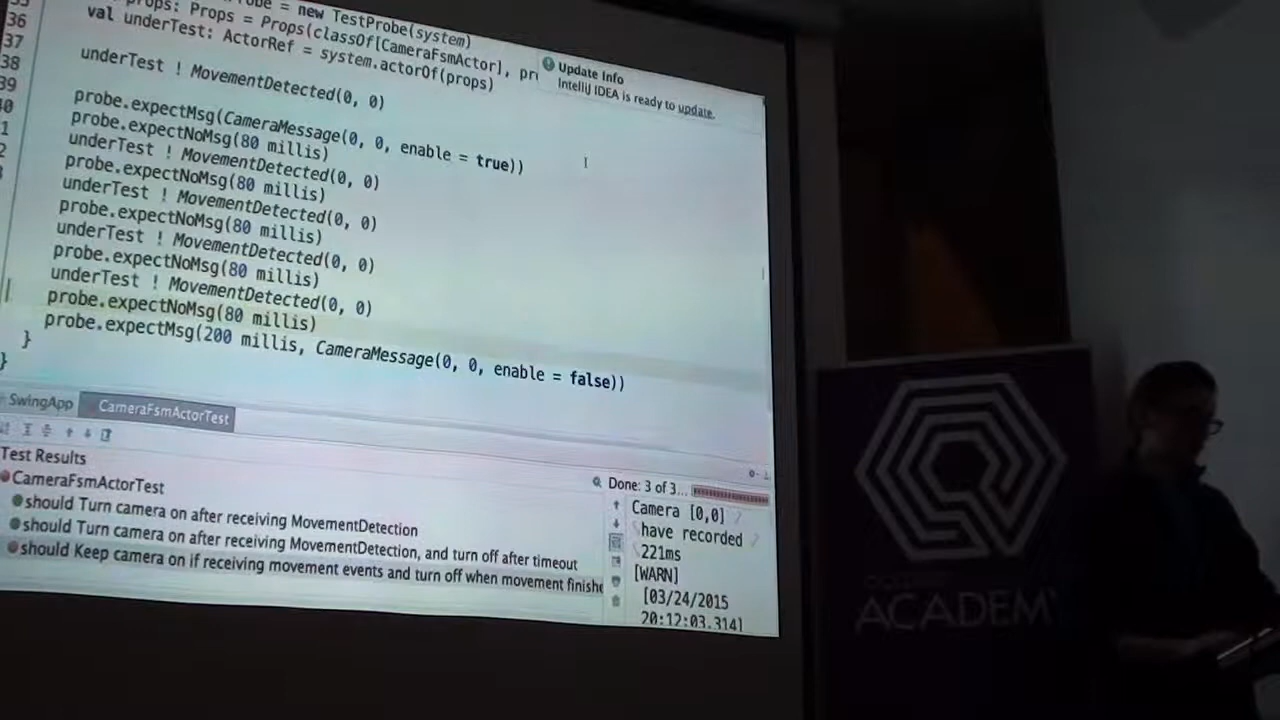 36
37
38
39
40
Props: Props = Props(classOf[CameraFsmActor],
= new TestProbe(system)
val underTest: ActorRef = system.actorOf(props)
underTest ! MovementDetected(0, 0)
probe.expectMsg(CameraMessage(0, 0, enable = true))
probe.expectNoMsg(80 millis)
underTest ! MovementDetected(0, 0)
probe.expectNoMsg(80 millis)
underTest ! MovementDetected(0, 0)
probe.expectNoMsg(80 millis)
underTest ! MovementDetected(0, 0)
probe.expectNoMsg(80 millis)
underTest ! MovementDetected(0, 0)
probe.expectNoMsg(80 millis)
probe.expectMsg(200 millis, CameraMessage(0, 0, enable = false))
}
}
Update Info
IntelliJ IDEA is ready to update.
SwingApp CameraFsmActorTest
Test Results
CameraFsmActorTest
should Turn camera on after receiving MovementDetection
should Turn camera on after receiving MovementDetection, and turn off after timeout
should Keep camera on if receiving movement events and turn off when movement finishe
Done: 3 of 3...
Camera [0,0]
have recorded
221ms
[WARN]
[03/24/2015
20:12:03.314]
ACADEMY